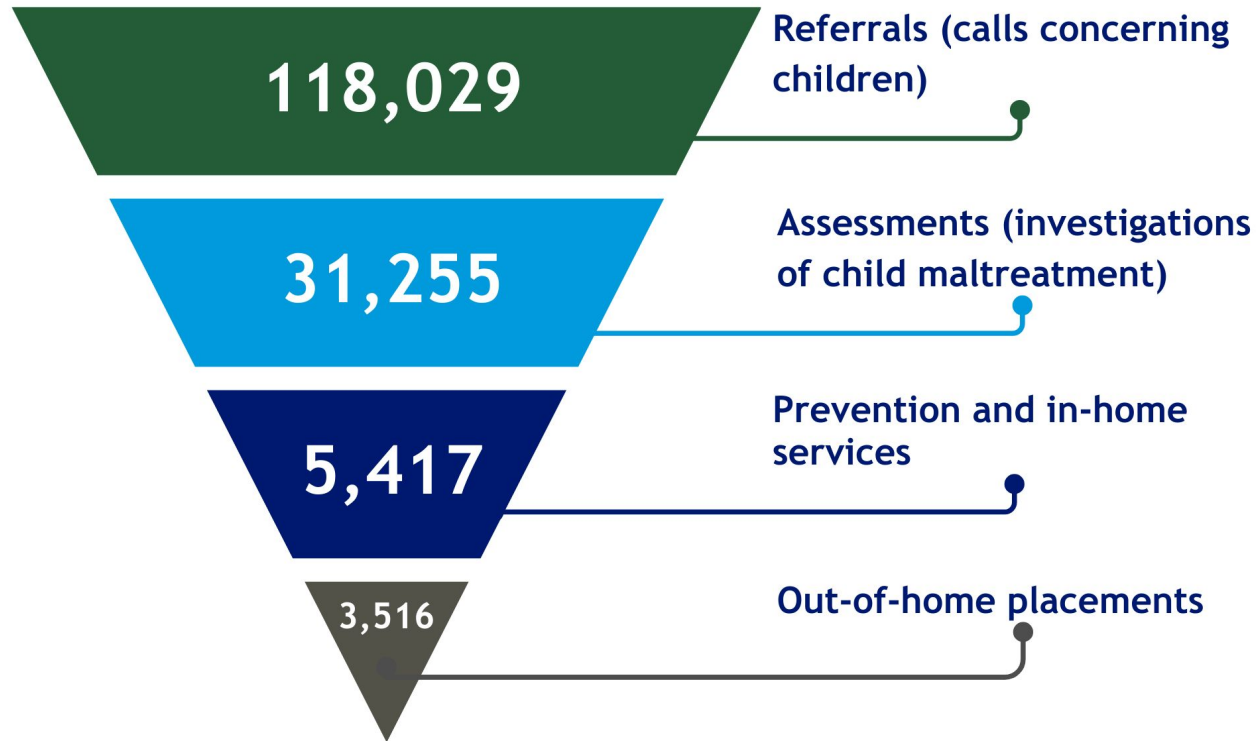 118,029
Referrals (calls concerning
children)
31,255
Assessments (investigations
of child maltreatment)
5,417
Prevention and in-home
services
3,516
Out-of-home placements